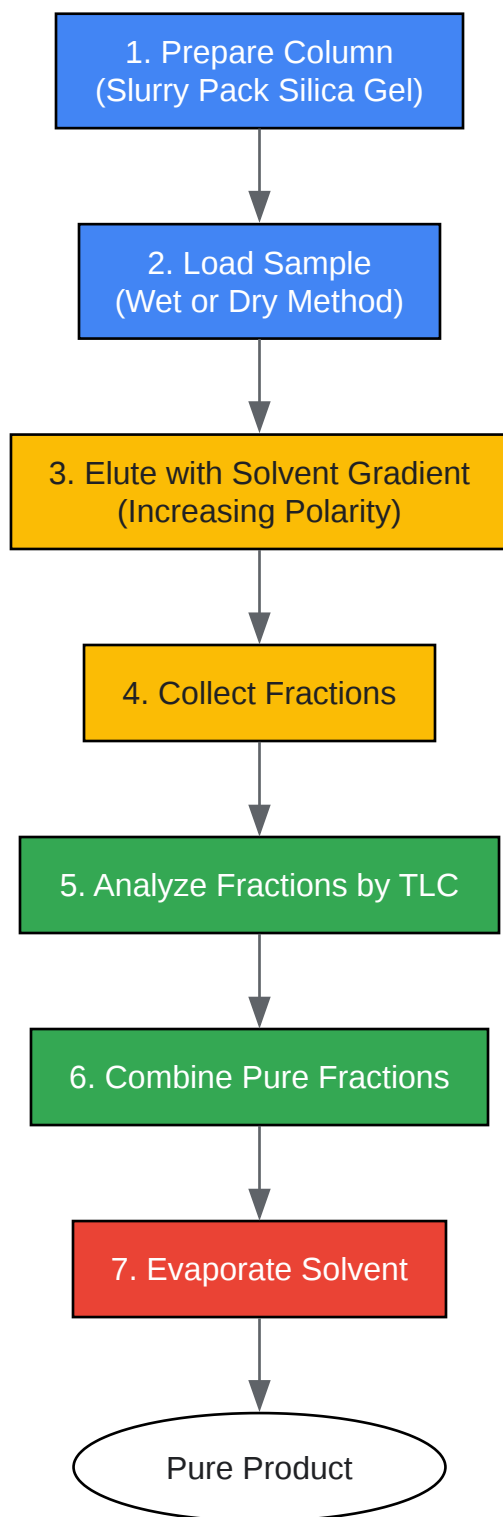 1. Prepare Column
(Slurry Pack Silica Gel)
2. Load Sample
(Wet or Dry Method)
3. Elute with Solvent Gradient
(Increasing Polarity)
4. Collect Fractions
5. Analyze Fractions by TLC
6. Combine Pure Fractions
7. Evaporate Solvent
Pure Product